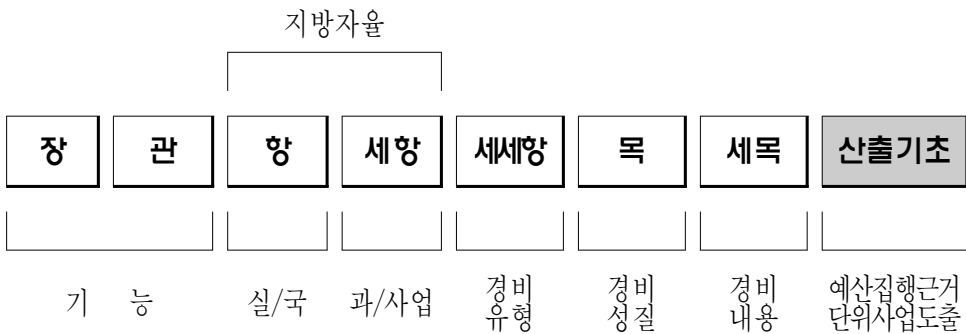 지방자율
장 관 항 세항 세세항 목 세목 산출기초
기 능 실/국 과/사업 경비 유형 경비 성질 경비 내용 예산집행근거 단위사업도출